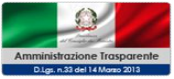 Amministrazione Trasparente
D.Lgs. n.33 del 14 Marzo 2013